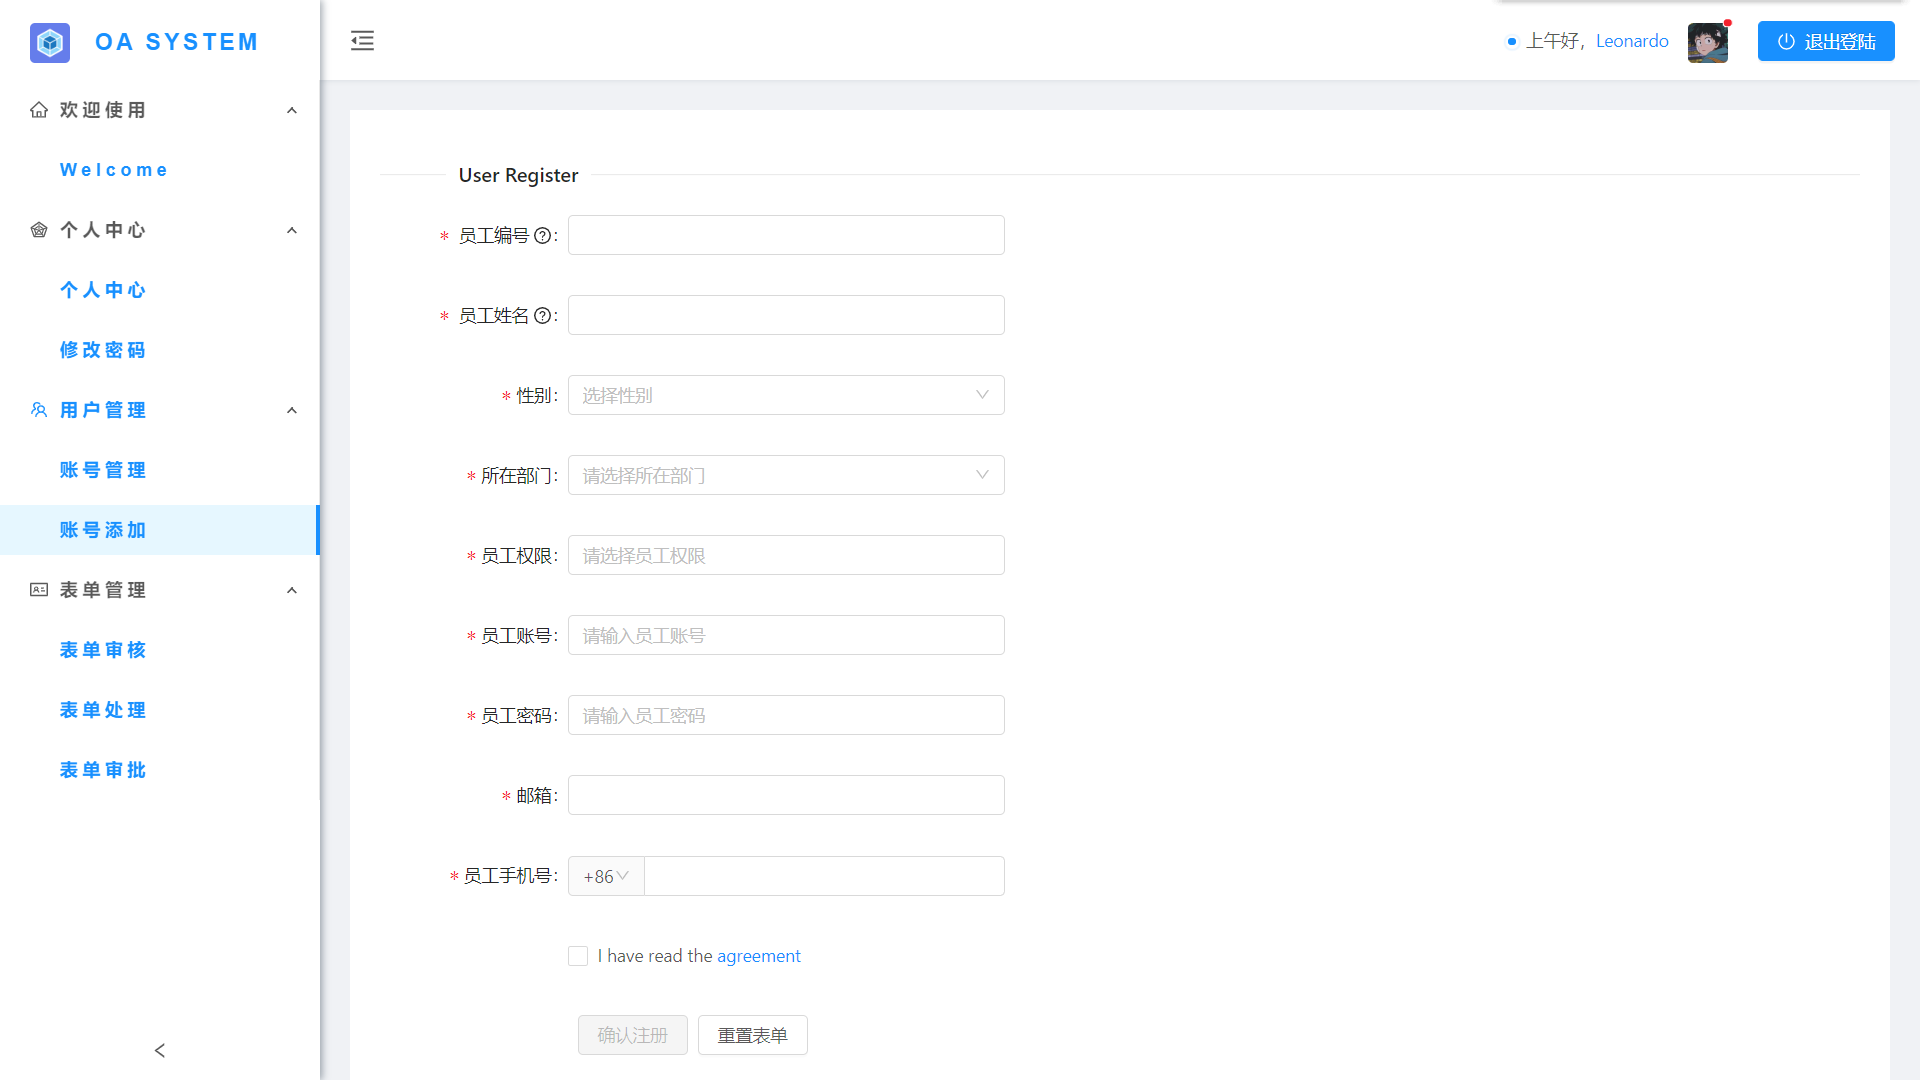 OA SYSTEM
上午好，Leonardo
退出登陆
欢迎使用
Welcome
个人中心
个人中心
修改密码
用户管理
账号管理
账号添加
表单管理
表单审核
表单处理
表单审批
User Register
* 员工编号 :
* 员工姓名 :
* 性别 : 选择性别
* 所在部门 : 请选择所在部门
* 员工权限 : 请选择员工权限
* 员工账号 : 请输入员工账号
* 员工密码 : 请输入员工密码
* 邮箱 :
* 员工手机号 : +86
I have read the agreement
确认注册 重置表单